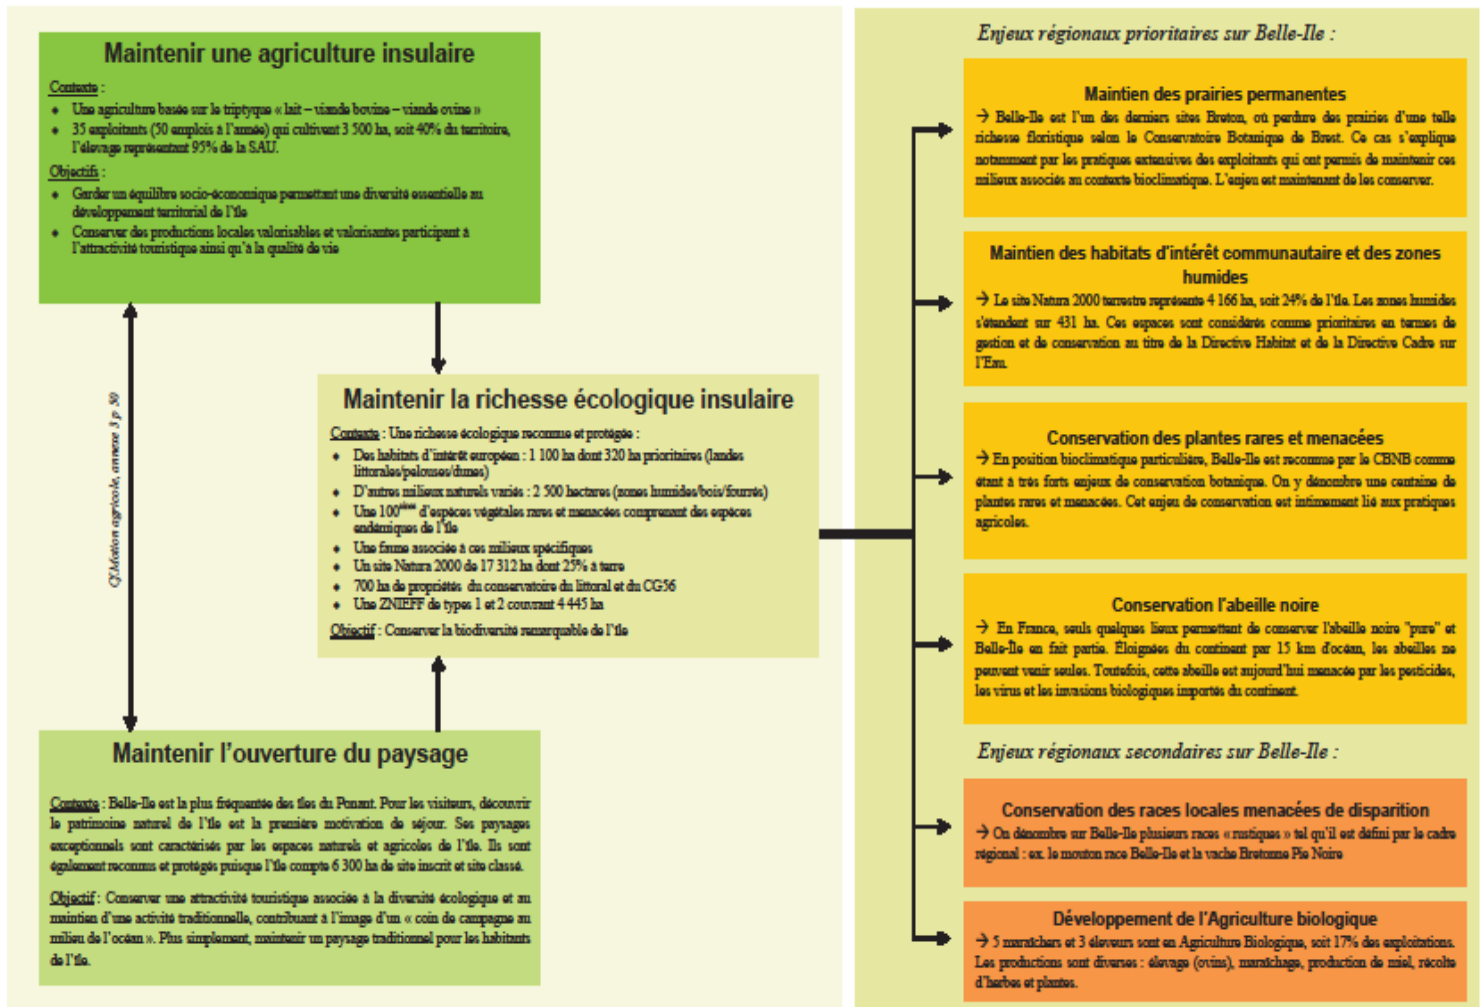 Maintenir une agriculture insulaire
Contexte :
♦ Une agriculture basée sur le triptyque « lait – viande bovine – viande ovine »
♦ 35 exploitants (50 emplois à l'année) qui cultivent 3 500 ha, soit 40% du territoire,
l'élevage représentant 95% de la SAU.
Objectifs :
♦ Garder un équilibre socio-économique permettant une diversité essentielle au
développement territorial de l'île
♦ Conserver des productions locales valorisables et valorisantes participant à
l'attractivité touristique ainsi qu'à la qualité de vie
Cf.Motion agricole, annexe 3 p 50
Maintenir la richesse écologique insulaire
Contexte : Une richesse écologique reconnue et protégée :
♦ Des habitats d'intérêt européen : 1 100 ha dont 320 ha prioritaires (landes
littorales/pelouses/dunes)
♦ D'autres milieux naturels variés : 2 500 hectares (zones humides/bois/fourrés)
♦ Une 100aine d'espèces végétales rares et menacées comprenant des espèces
endémiques de l'île
♦ Une faune associée à ces milieux spécifiques
♦ Un site Natura 2000 de 17 312 ha dont 25% à terre
♦ 700 ha de propriétés du conservatoire du littoral et du CG56
♦ Une ZNIEFF de types 1 et 2 couvrant 4 445 ha
Objectif : Conserver la biodiversité remarquable de l'île
Maintenir l'ouverture du paysage
Contexte : Belle-Ile est la plus fréquentée des îles du Ponant. Pour les visiteurs, découvrir
le patrimoine naturel de l'île est la première motivation de séjour. Ses paysages
exceptionnels sont caractérisés par les espaces naturels et agricoles de l'île. Ils sont
également reconnus et protégés puisque l'île compte 6 300 ha de site inscrit et site classé.
Objectif : Conserver une attractivité touristique associée à la diversité écologique et au
maintien d'une activité traditionnelle, contribuant à l'image d'un « coin de campagne au
milieu de l'océan ». Plus simplement, maintenir un paysage traditionnel pour les habitants
de l'île.
Enjeux régionaux prioritaires sur Belle-Ile :
Maintien des prairies permanentes
→ Belle-Ile est l'un des derniers sites Breton, où perdure des prairies d'une telle
richesse floristique selon le Conservatoire Botanique de Brest. Ce cas s'explique
notamment par les pratiques extensives des exploitants qui ont permis de maintenir ces
milieux associés au contexte bioclimatique. L'enjeu est maintenant de les conserver.
Maintien des habitats d'intérêt communautaire et des zones
humides
→ Le site Natura 2000 terrestre représente 4 166 ha, soit 24% de l'île. Les zones humides
s'étendent sur 431 ha. Ces espaces sont considérés comme prioritaires en termes de
gestion et de conservation au titre de la Directive Habitat et de la Directive Cadre sur
l'Eau.
Conservation des plantes rares et menacées
→ En position bioclimatique particulière, Belle-Ile est reconnue par le CBNB comme
étant à très forts enjeux de conservation botanique. On y dénombre une centaine de
plantes rares et menacées. Cet enjeu de conservation est intimement lié aux pratiques
agricoles.
Conservation l'abeille noire
→ En France, seuls quelques lieux permettent de conserver l'abeille noire "pure" et
Belle-Île en fait partie. Éloignées du continent par 15 km d'océan, les abeilles ne
peuvent venir seules. Toutefois, cette abeille est aujourd'hui menacée par les pesticides,
les virus et les invasions biologiques importés du continent.
Enjeux régionaux secondaires sur Belle-Ile :
Conservation des races locales menacées de disparition
→ On dénombre sur Belle-Ile plusieurs races « rustiques » tel qu'il est défini par le cadre
régional : ex. le mouton race Belle-Ile et la vache Bretonne Pie Noire
Développement de l'Agriculture biologique
→ 5 maraîchers et 3 éleveurs sont en Agriculture Biologique, soit 17% des exploitations.
Les productions sont diverses : élevage (ovins), maraîchage, production de miel, récolte
d'herbes et plantes.